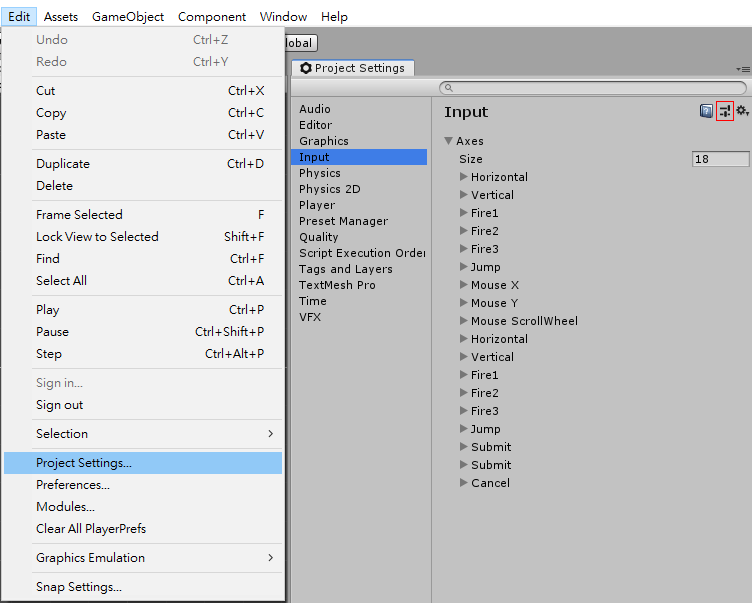 Edit Assets GameObject Component Window Help
Undo Ctrl+Z
Redo Ctrl+Y
Cut Ctrl+X
Copy Ctrl+C
Paste Ctrl+V
Duplicate Ctrl+D
Delete
Frame Selected F
Lock View to Selected Shift+F
Find Ctrl+F
Select All Ctrl+A
Play Ctrl+P
Pause Ctrl+Shift+P
Step Ctrl+Alt+P
Sign in...
Sign out
Selection
Project Settings...
Preferences...
Modules...
Clear All PlayerPrefs
Graphics Emulation
Snap Settings...
lobal
Project Settings
Audio
Editor
Graphics
Input
Physics
Physics 2D
Player
Preset Manager
Quality
Script Execution Order
Tags and Layers
TextMesh Pro
Time
VFX
Input
Axes
Size 18
Horizontal
Vertical
Fire1
Fire2
Fire3
Jump
Mouse X
Mouse Y
Mouse ScrollWheel
Horizontal
Vertical
Fire1
Fire2
Fire3
Jump
Submit
Submit
Cancel